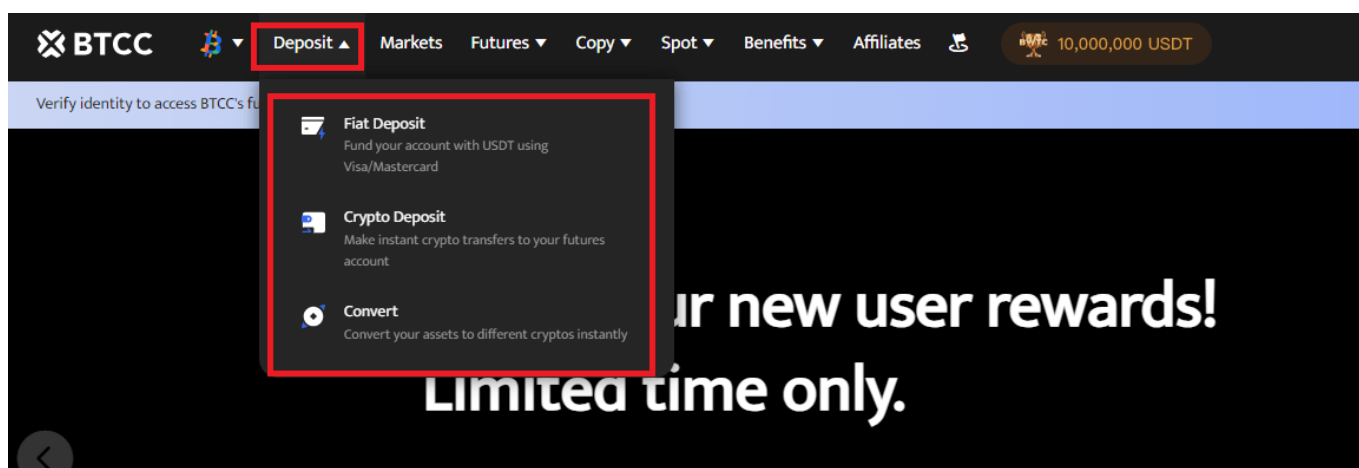 BTCC
Deposit ▲ Markets Futures ▼ Copy ▼ Spot ▼ Benefits ▼ Affiliates 10,000,000 USDT
Verify identity to access BTCC's fu
Fiat Deposit
Fund your account with USDT using
Visa/Mastercard
Crypto Deposit
Make instant crypto transfers to your futures
account
Convert
Convert your assets to different cryptos instantly
ur new user rewards!
Limited time only.